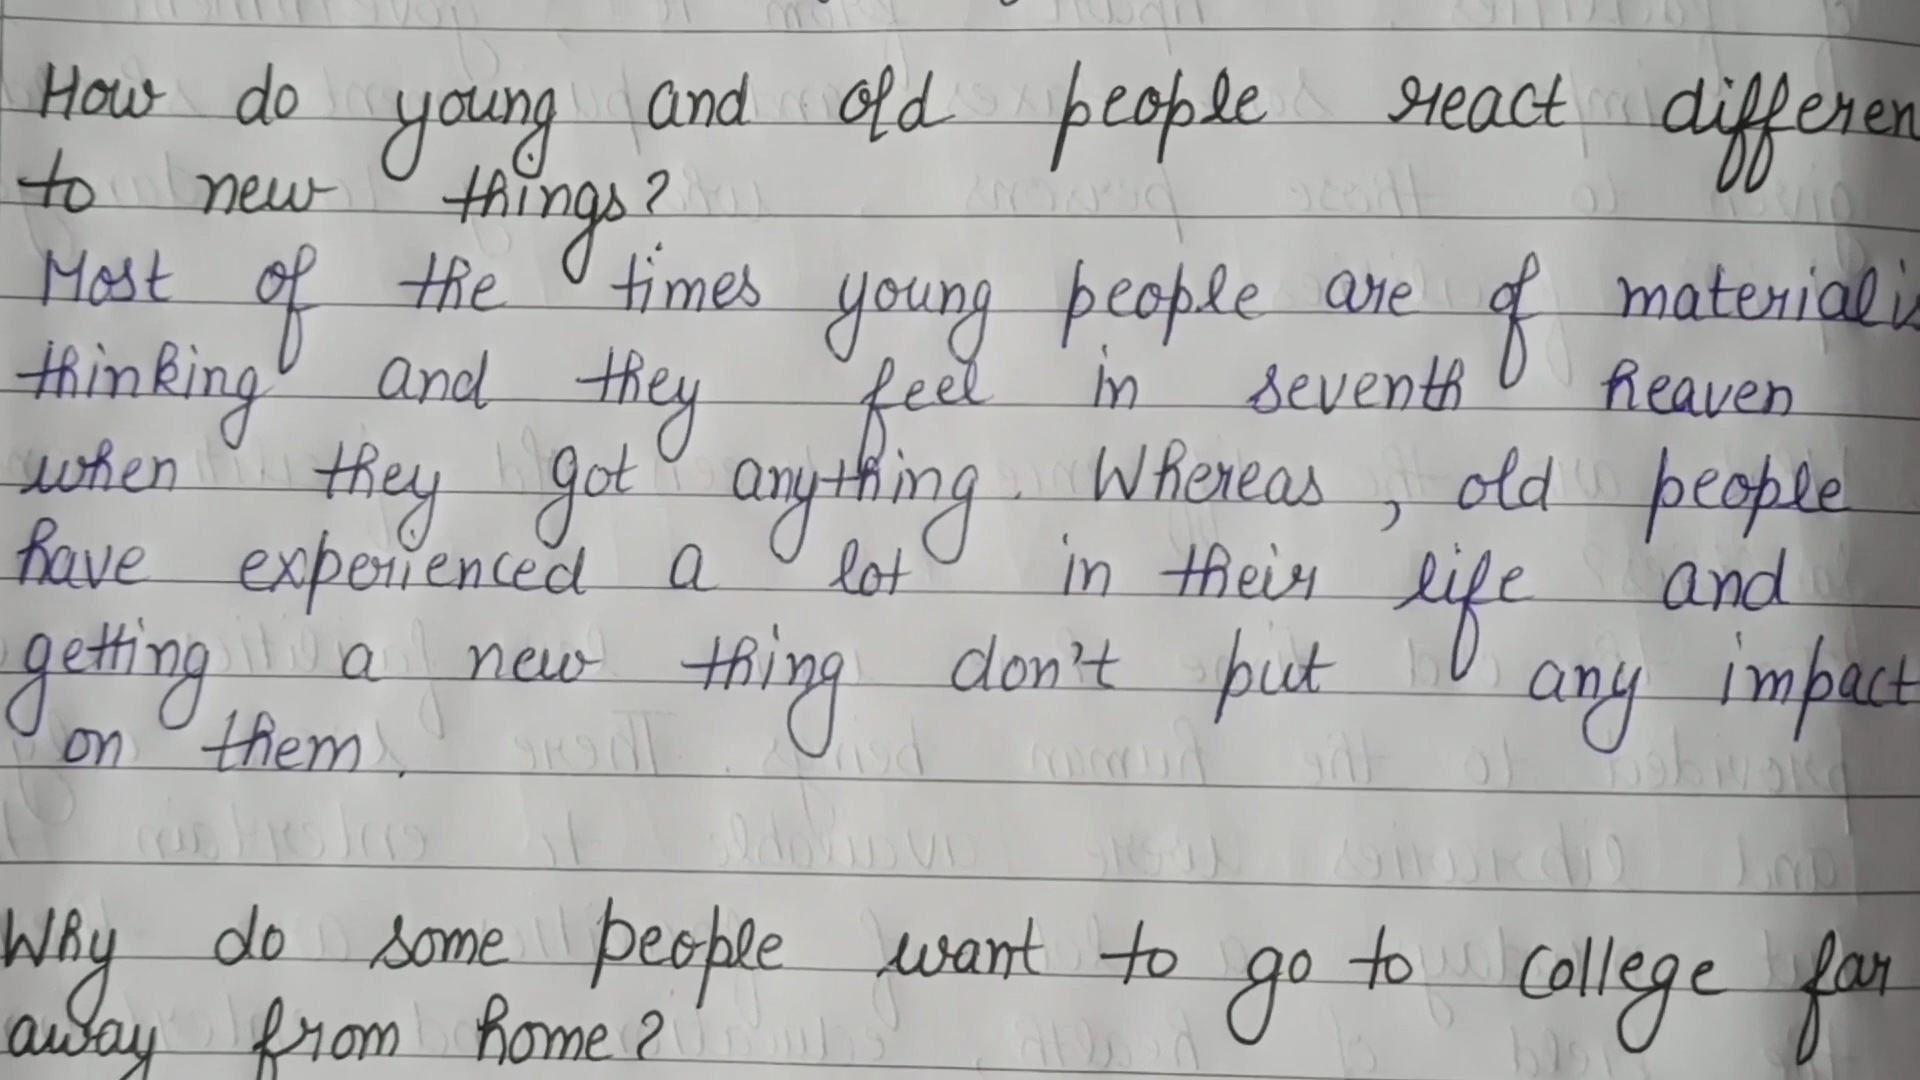 How do young and old people react differen
to new things?
Most of the times young people are of materialis
thinking and they feel in seventh heaven
when they got anything. Whereas, old people
have experienced a lot in their life and
getting a new thing don't put any impact
on them.
Why do some people want to go to college far
away from home?